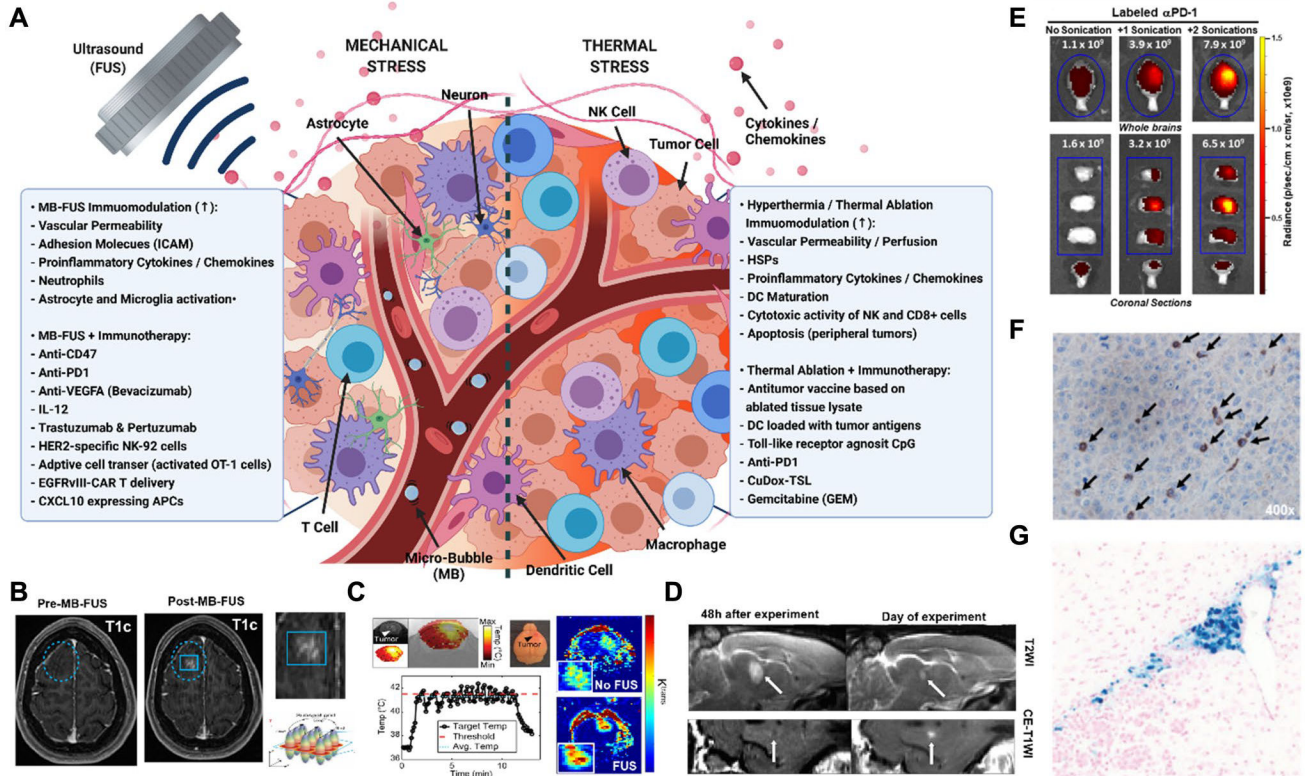 A
Ultrasound
(FUS)
MECHANICAL
STRESS
THERMAL
STRESS
Astrocyte
Neuron
NK Cell
Tumor Cell
Cytokines /
Chemokines
• MB-FUS Immuomodulation (↑):
- Vascular Permeability
- Adhesion Molecues (ICAM)
- Proinflammatory Cytokines / Chemokines
- Neutrophils
- Astrocyte and Microglia activation•
• MB-FUS + Immunotherapy:
- Anti-CD47
- Anti-PD1
- Anti-VEGFA (Bevacizumab)
- IL-12
- Trastuzumab & Pertuzumab
- HER2-specific NK-92 cells
- Adptive cell transer (activated OT-1 cells)
- EGFRvIII-CAR T delivery
- CXCL10 expressing APCs
• Hyperthermia / Thermal Ablation
Immuomodulation (↑):
- Vascular Permeability / Perfusion
- HSPs
- Proinflammatory Cytokines / Chemokines
- DC Maturation
- Cytotoxic activity of NK and CD8+ cells
- Apoptosis (peripheral tumors)
• Thermal Ablation + Immunotherapy:
- Antitumor vaccine based on
ablated tissue lysate
- DC loaded with tumor antigens
- Toll-like receptor agnosit CpG
- Anti-PD1
- CuDox-TSL
- Gemcitabine (GEM)
T Cell
Micro-Bubble
(MB)
Dendritic Cell
Macrophage
B
Pre-MB-FUS
Post-MB-FUS
T1c
T1c
C
Tumor
Max
Temp (°C)
Min
Tumor
No FUS
FUS
Ktrans
Temp (°C)
42
40
38
36
Target Temp
Threshold
Avg. Temp
0
5
10
Time (min)
D
48h after experiment
Day of experiment
T2WI
CE-T1WI
E
Labeled αPD-1
No Sonication
+1 Sonication
+2 Sonications
1.1 x 10⁹
3.9 x 10⁹
7.9 x 10⁹
Whole brains
1.6 x 10⁹
3.2 x 10⁹
6.5 x 10⁹
Coronal Sections
1.5
1.0
0.5
Radiance (p/sec./cm x cm/sr, x10e9)
F
400x
G